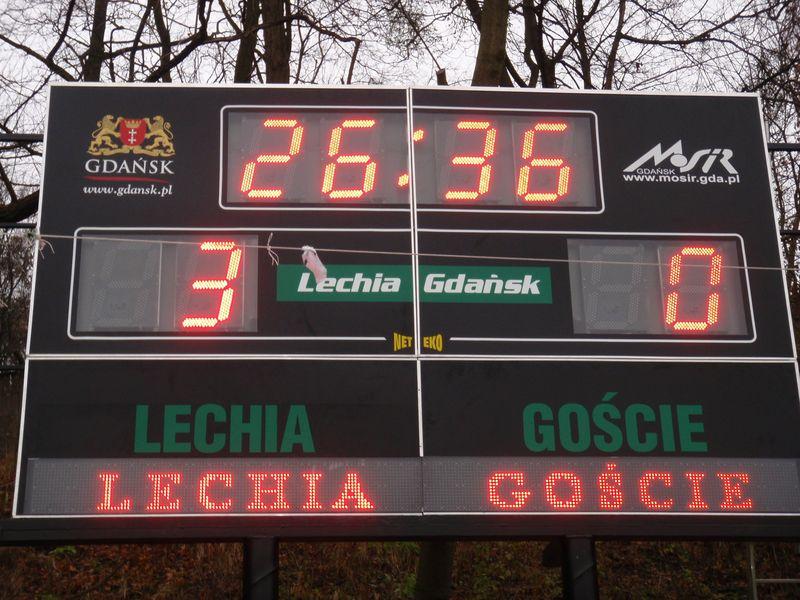 26:36
GDAŃSK
www.gdansk.pl
MOSiR
GDAŃSK
www.mosir.gda.pl
3 Lechia Gdańsk 0
NET EKO
LECHIA GOŚCIE
LECHIA GOŚCIE